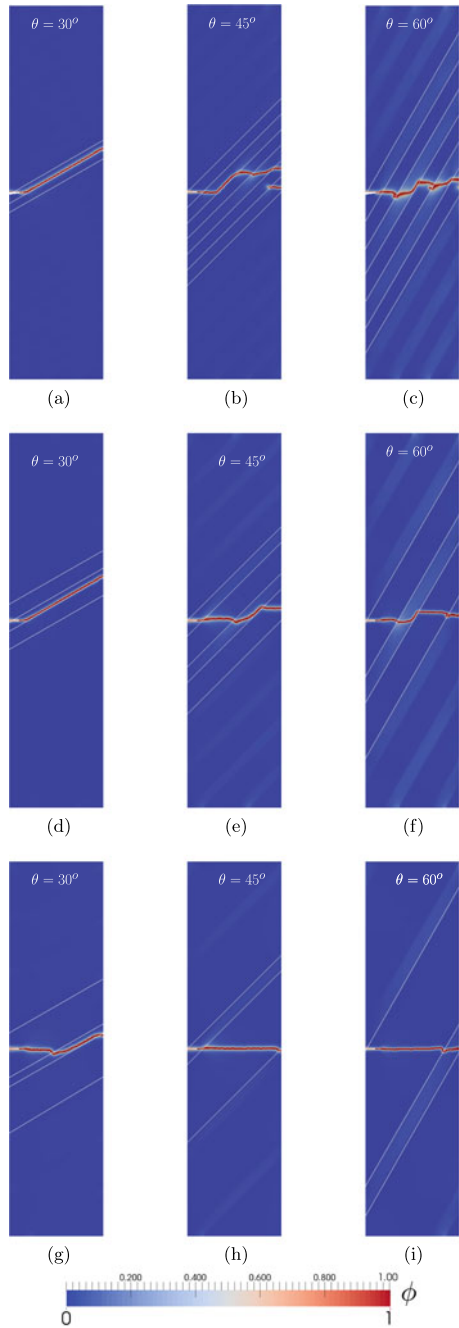 θ = 30° θ = 45° θ = 60°
(a) (b) (c)
θ = 30° θ = 45° θ = 60°
(d) (e) (f)
θ = 30° θ = 45° θ = 60°
(g) (h) (i)
0.200 0.400 0.600 0.800 1.00
ϕ
0 1